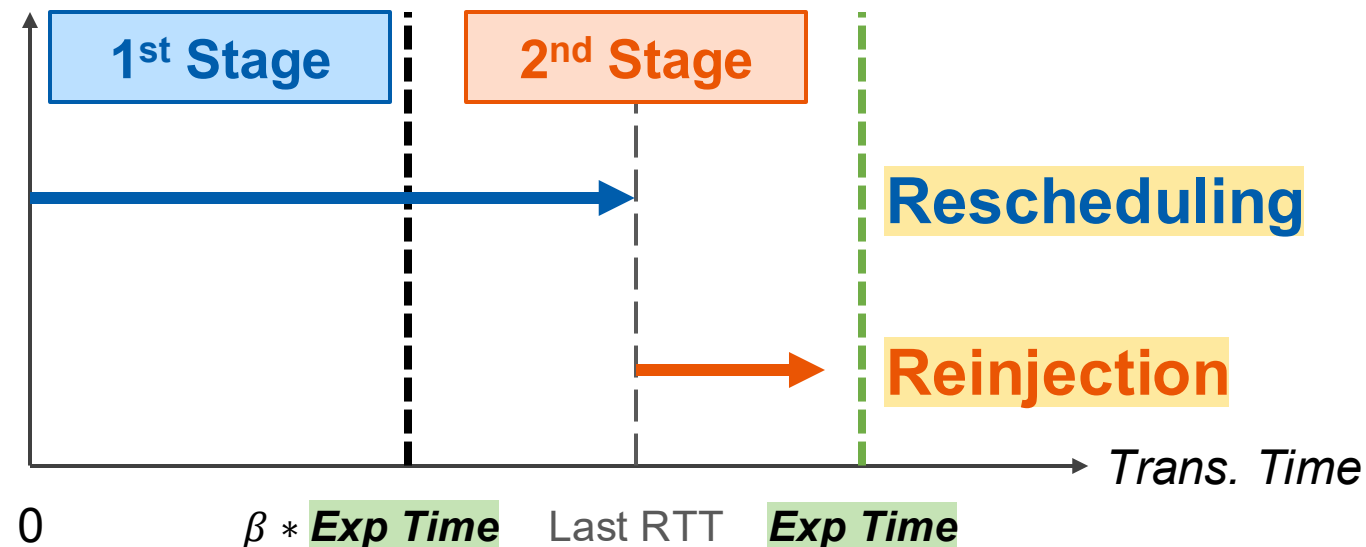 1st Stage
2nd Stage
Rescheduling
Reinjection
Trans. Time
0
β * Exp Time
Last RTT
Exp Time